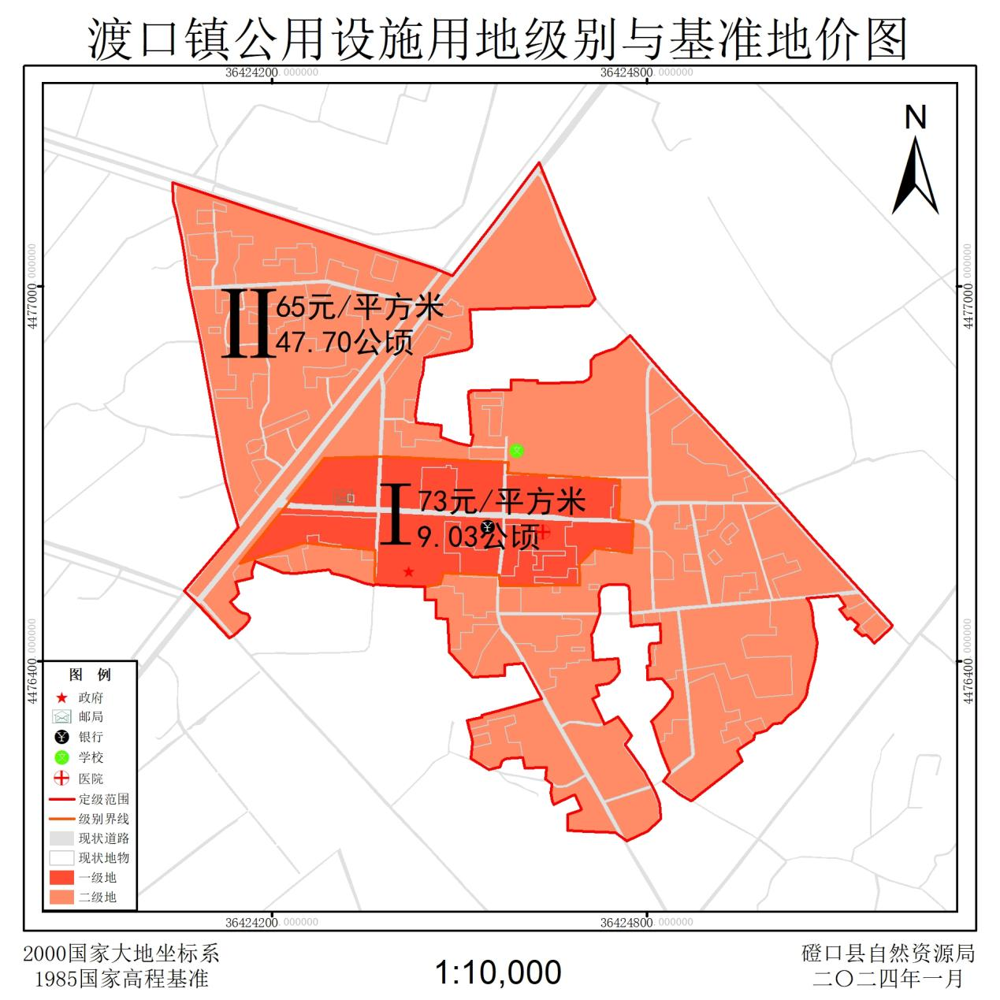 渡口镇公用设施用地级别与基准地价图
36424200.000000
36424800.000000
N
4477000.000000
4477000.000000
II
65元/平方米
47.70公顷
I
73元/平方米
9.03公顷
4476400.000000
4476400.000000
图 例
政府
邮局
银行
学校
医院
定级范围
级别界线
现状道路
现状地物
一级地
二级地
36424200.000000
36424800.000000
2000国家大地坐标系
1985国家高程基准
1:10,000
磴口县自然资源局
二〇二四年一月